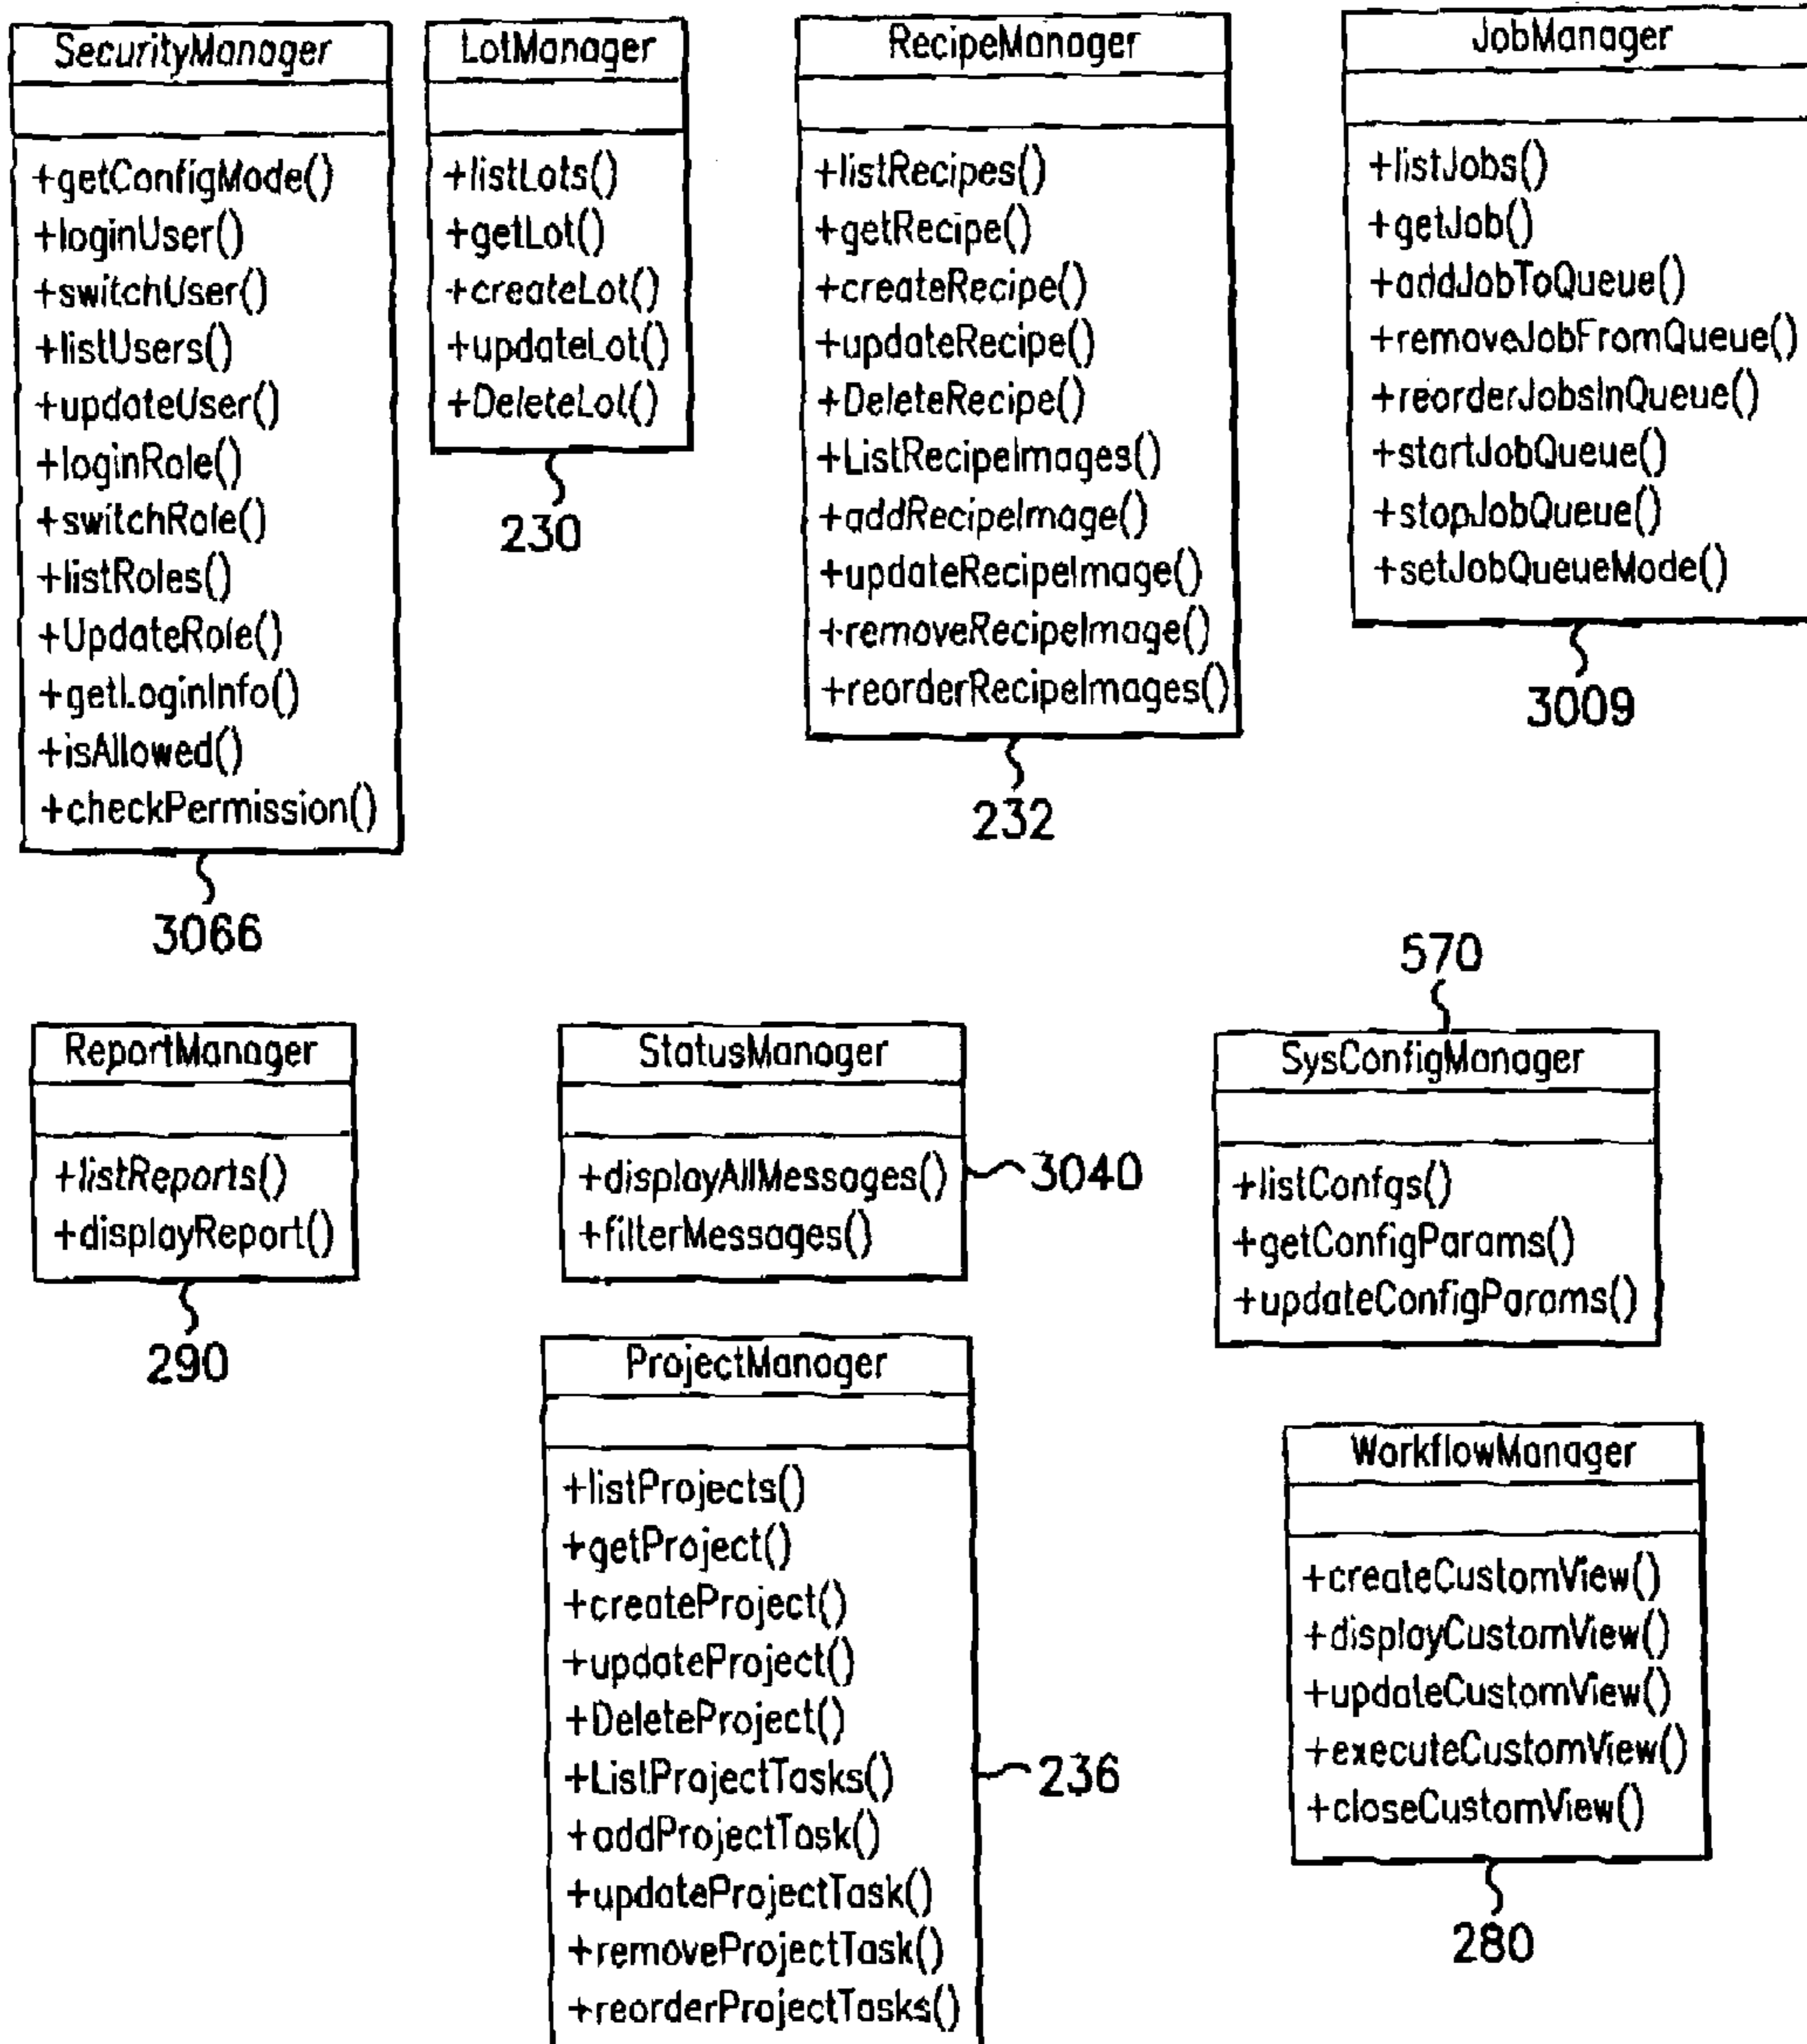 SecurityManager
+getConfigMode()
+loginUser()
+switchUser()
+listUsers()
+updateUser()
+loginRole()
+switchRole()
+listRoles()
+UpdateRole()
+getLoginInfo()
+isAllowed()
+checkPermission()
3066
LotManager
+listLots()
+getLot()
+createLot()
+updateLot()
+DeleteLot()
230
RecipeManager
+listRecipes()
+getRecipe()
+createRecipe()
+updateRecipe()
+DeleteRecipe()
+ListRecipeImages()
+addRecipeImage()
+updateRecipeImage()
+removeRecipeImage()
+reorderRecipeImages()
232
JobManager
+listJobs()
+getJob()
+addJobToQueue()
+removeJobFromQueue()
+reorderJobsInQueue()
+startJobQueue()
+stopJobQueue()
+setJobQueueMode()
3009
ReportManager
+listReports()
+displayReport()
290
StatusManager
+displayAllMessages()
+filterMessages()
3040
570
SysConfigManager
+listConfgs()
+getConfigParams()
+updateConfigParams()
ProjectManager
+listProjects()
+getProject()
+createProject()
+updateProject()
+DeleteProject()
+ListProjectTasks()
+addProjectTask()
+updateProjectTask()
+removeProjectTask()
+reorderProjectTasks()
236
WorkflowManager
+createCustomView()
+displayCustomView()
+updateCustomView()
+executeCustomView()
+closeCustomView()
280